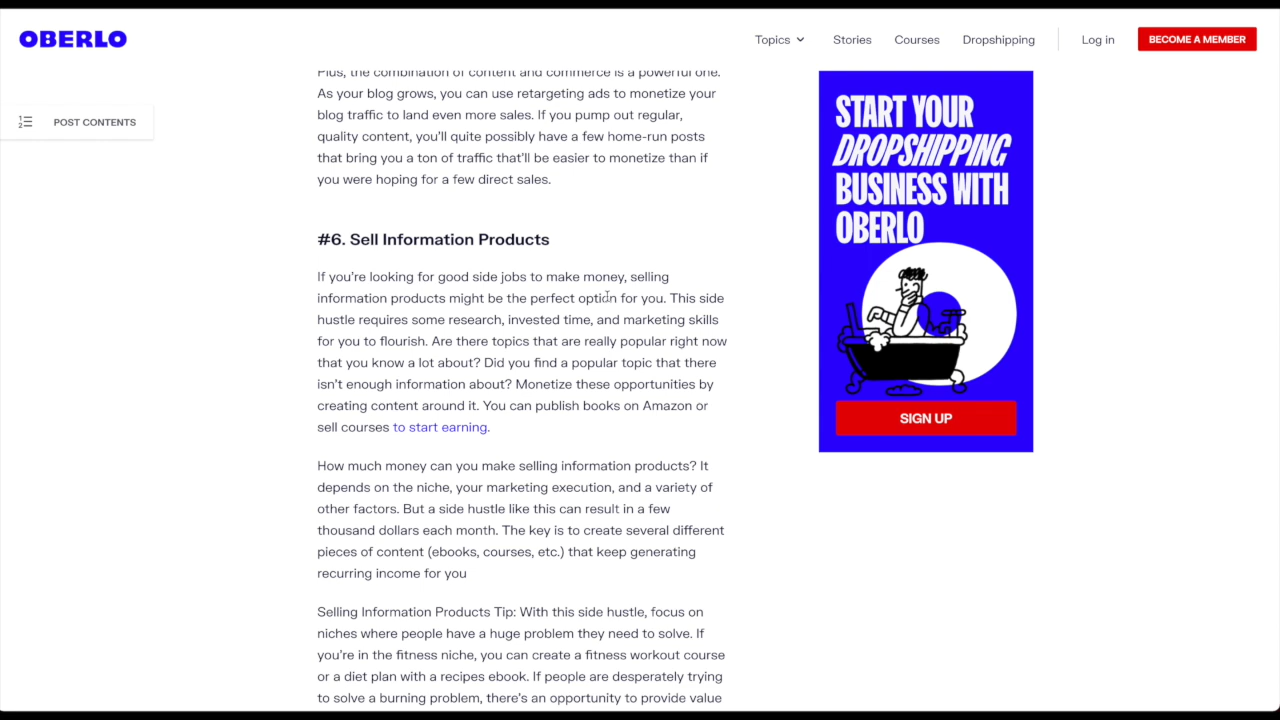 OBERLO
Topics
Stories
Courses
Dropshipping
Log in
BECOME A MEMBER
POST CONTENTS
Plus, the combination of content and commerce is a powerful one.
As your blog grows, you can use retargeting ads to monetize your
blog traffic to land even more sales. If you pump out regular,
quality content, you'll quite possibly have a few home-run posts
that bring you a ton of traffic that'll be easier to monetize than if
you were hoping for a few direct sales.
#6. Sell Information Products
If you're looking for good side jobs to make money, selling
information products might be the perfect option for you. This side
hustle requires some research, invested time, and marketing skills
for you to flourish. Are there topics that are really popular right now
that you know a lot about? Did you find a popular topic that there
isn't enough information about? Monetize these opportunities by
creating content around it. You can publish books on Amazon or
sell courses to start earning.
How much money can you make selling information products? It
depends on the niche, your marketing execution, and a variety of
other factors. But a side hustle like this can result in a few
thousand dollars each month. The key is to create several different
pieces of content (ebooks, courses, etc.) that keep generating
recurring income for you
Selling Information Products Tip: With this side hustle, focus on
niches where people have a huge problem they need to solve. If
you're in the fitness niche, you can create a fitness workout course
or a diet plan with a recipes ebook. If people are desperately trying
to solve a burning problem, there's an opportunity to provide value
START YOUR
DROPSHIPPING
BUSINESS WITH
OBERLO
SIGN UP